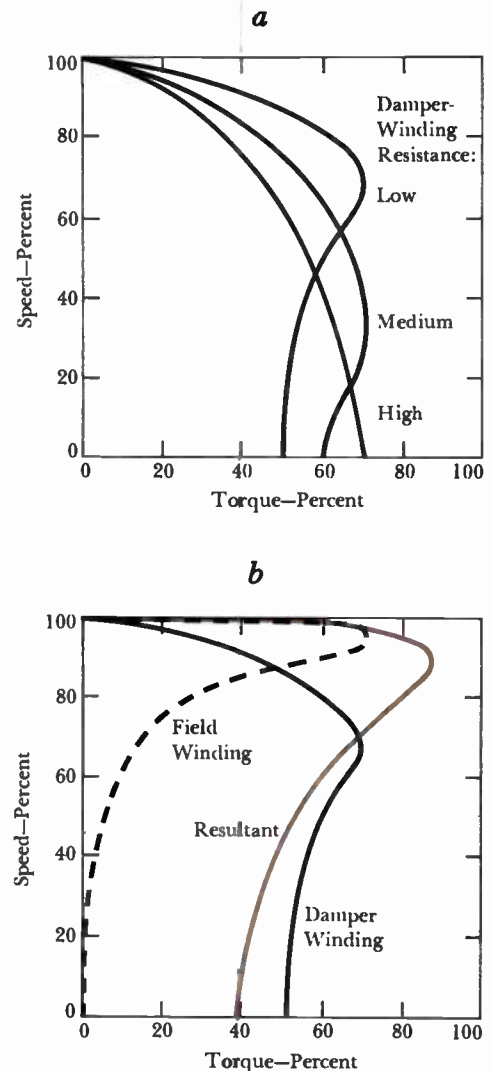 a
100
80
60
40
20
0
Speed—Percent
Damper-
Winding
Resistance:
Low
Medium
High
0 20 40 60 80 100
Torque—Percent
b
100
80
60
40
20
0
Speed—Percent
Field
Winding
Resultant
Damper
Winding
0 20 40 60 80 100
Torque—Percent